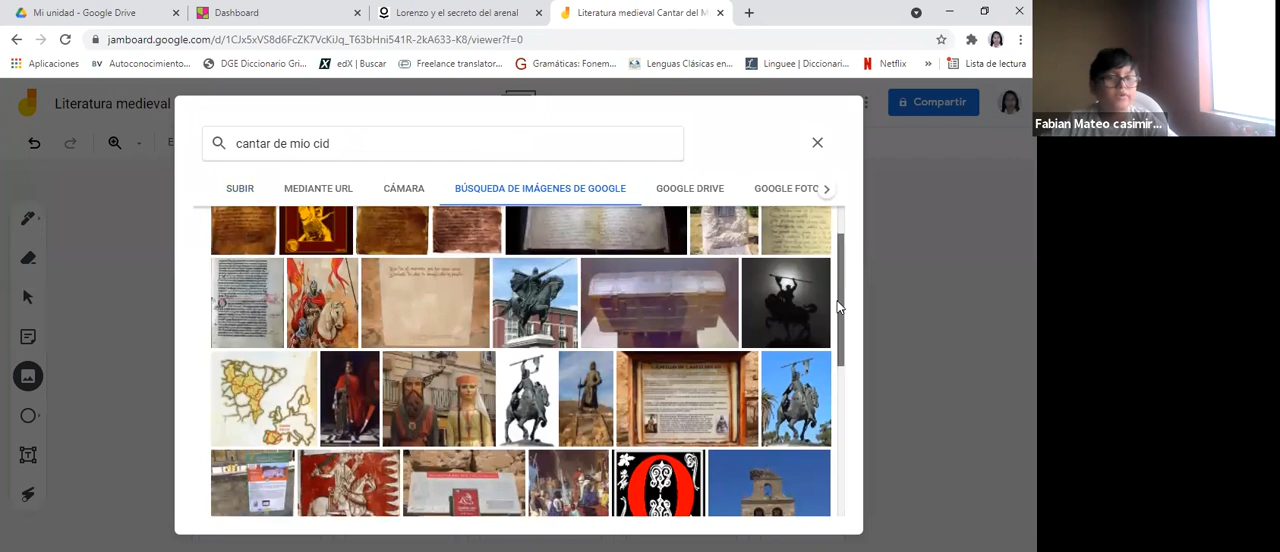 Mi unidad - Google Drive
Dashboard
Lorenzo y el secreto del arenal
Literatura medieval Cantar del M
jamboard.google.com/d/1CJx5xVS8d6FcZK7VcKiJq_T63bHni541R-2kA633-K8/viewer?f=0
Aplicaciones
BV Autoconocimiento...
DGE Diccionario Gri...
edX | Buscar
Freelance translator...
Gramáticas: Fonem...
Lenguas Clásicas en...
Linguee | Diccionari...
Netflix
»
Lista de lectura
Literatura medieval
Compartir
cantar de mio cid
SUBIR
MEDIANTE URL
CÁMARA
BÚSQUEDA DE IMÁGENES DE GOOGLE
GOOGLE DRIVE
GOOGLE FOTO
Fabian Mateo casimir...